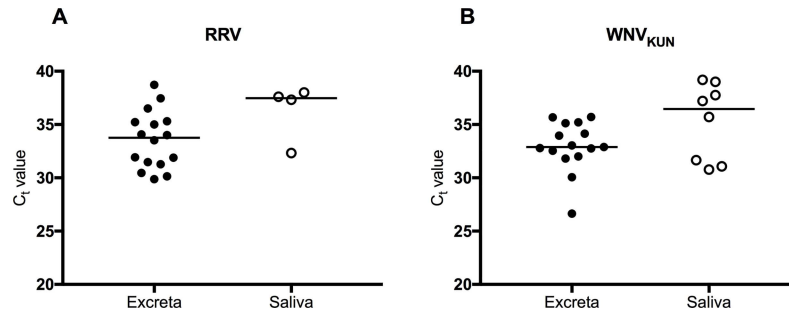 A
RRV
40
35
30
25
20
Ct value
Excreta
Saliva
B
WNVKUN
40
35
30
25
20
Ct value
Excreta
Saliva